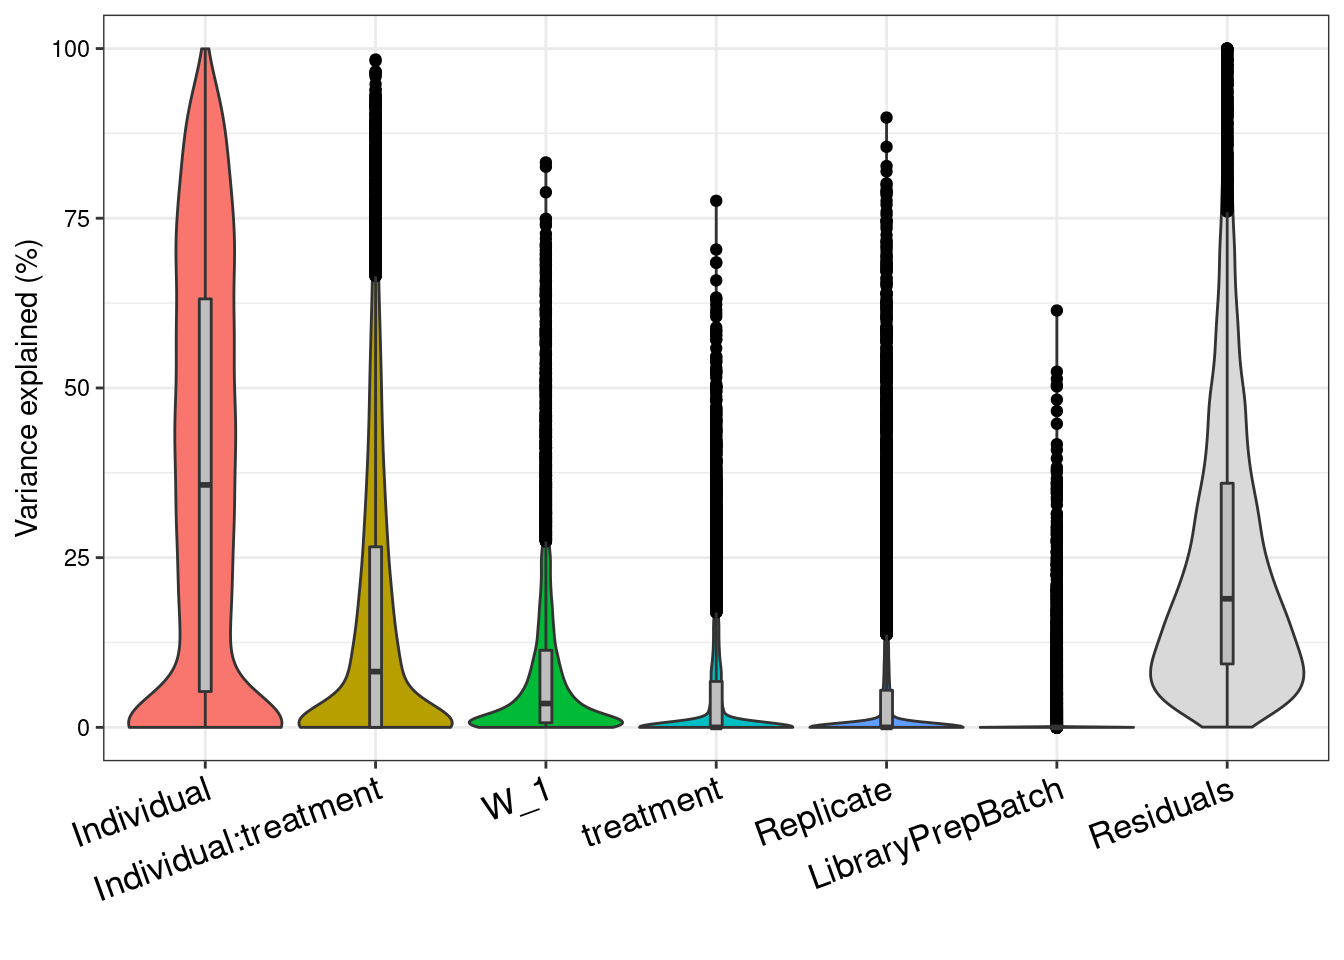 Variance explained (%)
100
75
50
25
0
Individual
Individual:treatment
W_1
treatment
Replicate
LibraryPrepBatch
Residuals